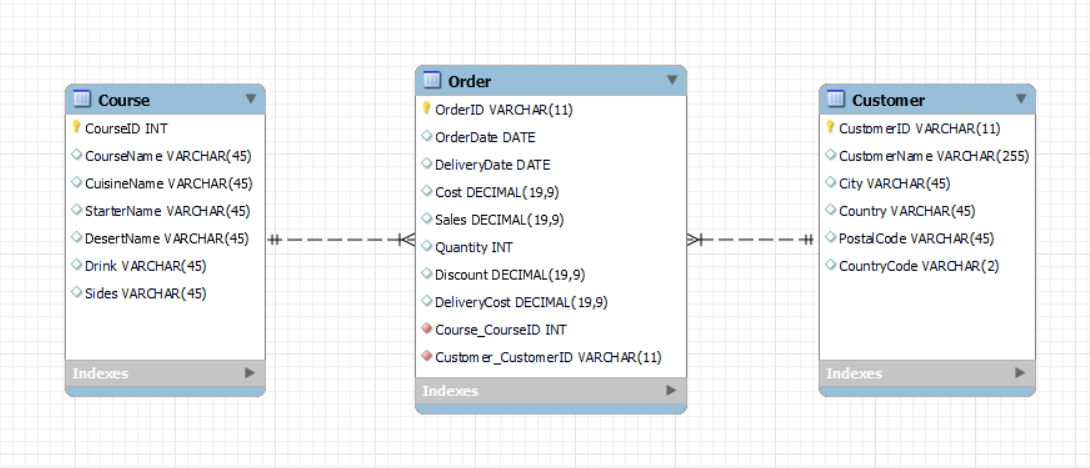 Course
CourseID INT
CourseName VARCHAR(45)
CuisineName VARCHAR(45)
StarterName VARCHAR(45)
DesertName VARCHAR(45)
Drink VARCHAR(45)
Sides VARCHAR(45)
Indexes
Order
OrderID VARCHAR(11)
OrderDate DATE
DeliveryDate DATE
Cost DECIMAL(19,9)
Sales DECIMAL(19,9)
Quantity INT
Discount DECIMAL(19,9)
DeliveryCost DECIMAL(19,9)
Course_CourseID INT
Customer_CustomerID VARCHAR(11)
Indexes
Customer
CustomerID VARCHAR(11)
CustomerName VARCHAR(255)
City VARCHAR(45)
Country VARCHAR(45)
PostalCode VARCHAR(45)
CountryCode VARCHAR(2)
Indexes